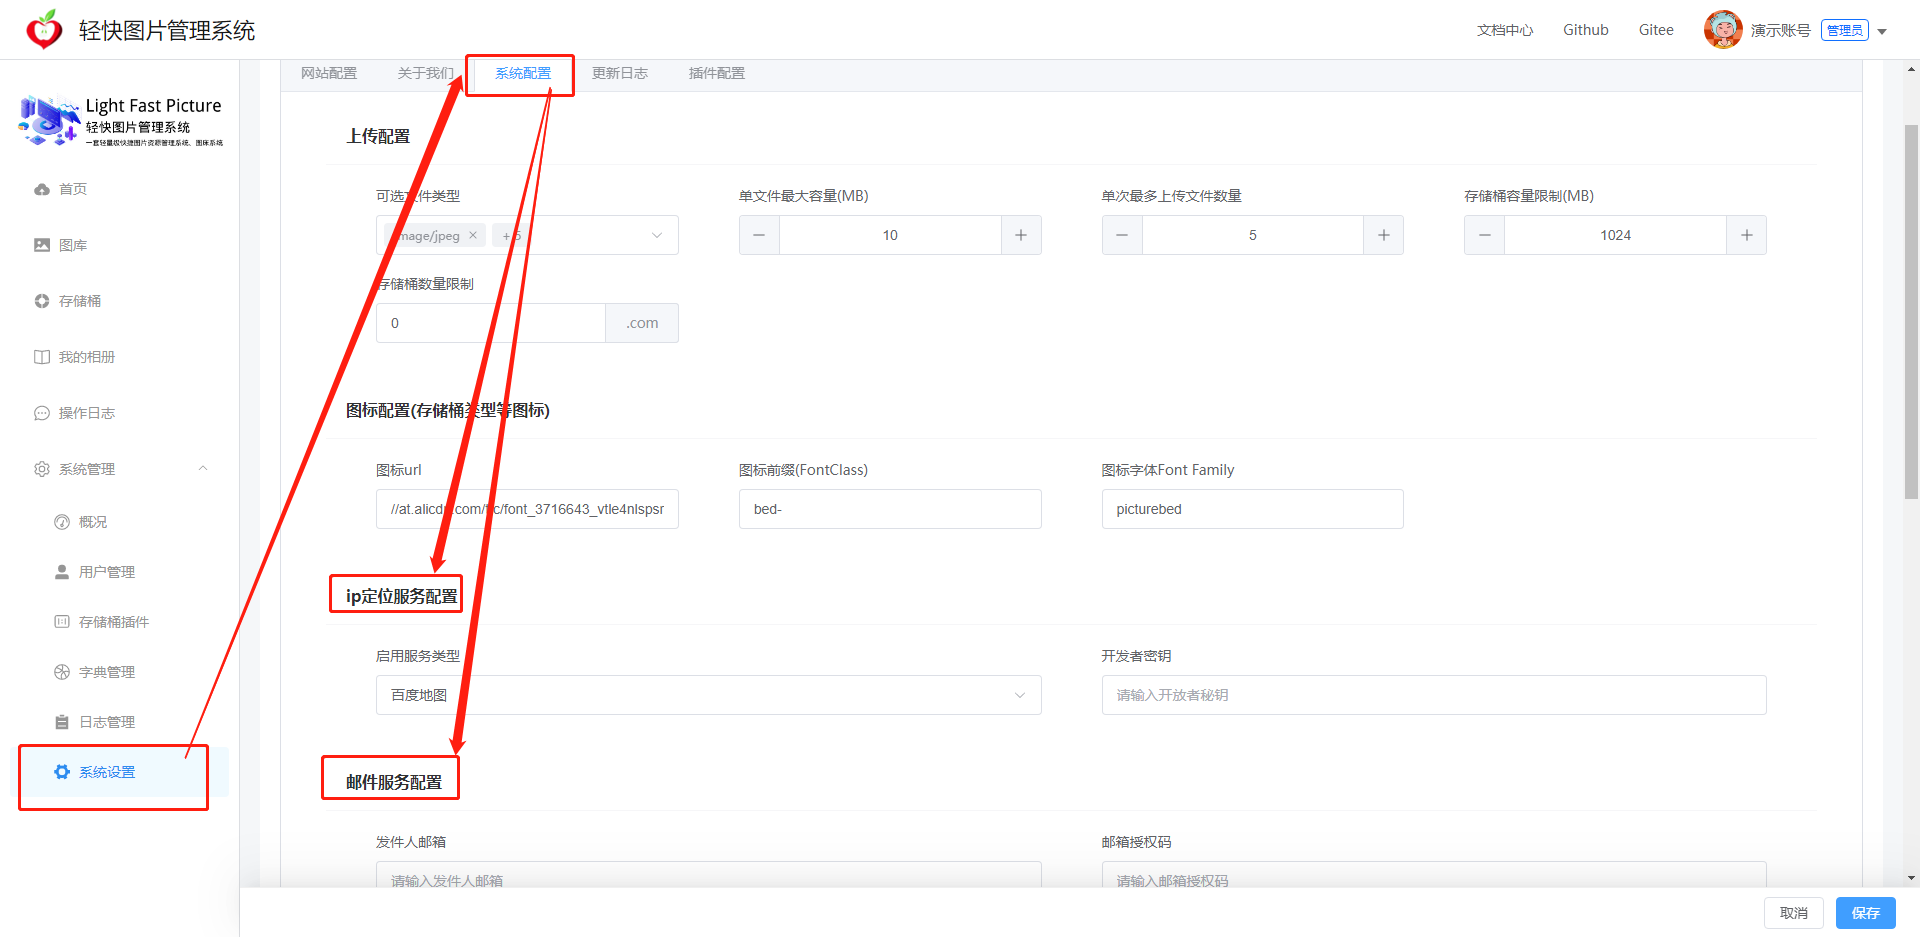 轻快图片管理系统
文档中心
Github
Gitee
演示账号
管理员
Light Fast Picture
轻快图片管理系统
一套轻量级快捷图片资源管理系统、图床系统
首页
图库
存储桶
我的相册
操作日志
系统管理
概况
用户管理
存储桶插件
字典管理
日志管理
系统设置
网站配置
关于我们
系统配置
更新日志
插件配置
上传配置
可选文件类型
单文件最大容量(MB)
单次最多上传文件数量
存储桶容量限制(MB)
image/jpeg
+ 5
10
5
1024
存储桶数量限制
0
.com
图标配置(存储桶类型等图标)
图标url
图标前缀(FontClass)
图标字体Font Family
//at.alicdn.com/t/c/font_3716643_vtle4nlspsr
bed-
picturebed
ip定位服务配置
启用服务类型
开发者密钥
百度地图
请输入开放者秘钥
邮件服务配置
发件人邮箱
邮箱授权码
请输入发件人邮箱
请输入邮箱授权码
取消
保存